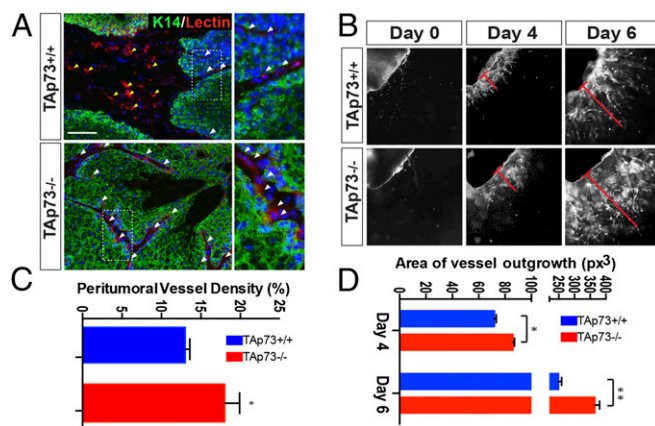 A
K14/Lectin
TAp73+/+
TAp73-/-
B
Day 0 Day 4 Day 6
TAp73+/+
TAp73-/-
C
Peritumoral Vessel Density (%)
0 5 10 15 20 25
TAp73+/+
TAp73-/-
*
D
Area of vessel outgrowth (px3)
0 20 40 60 80 100 250 300 350 400
Day 4
*
TAp73+/+
TAp73-/-
Day 6
**